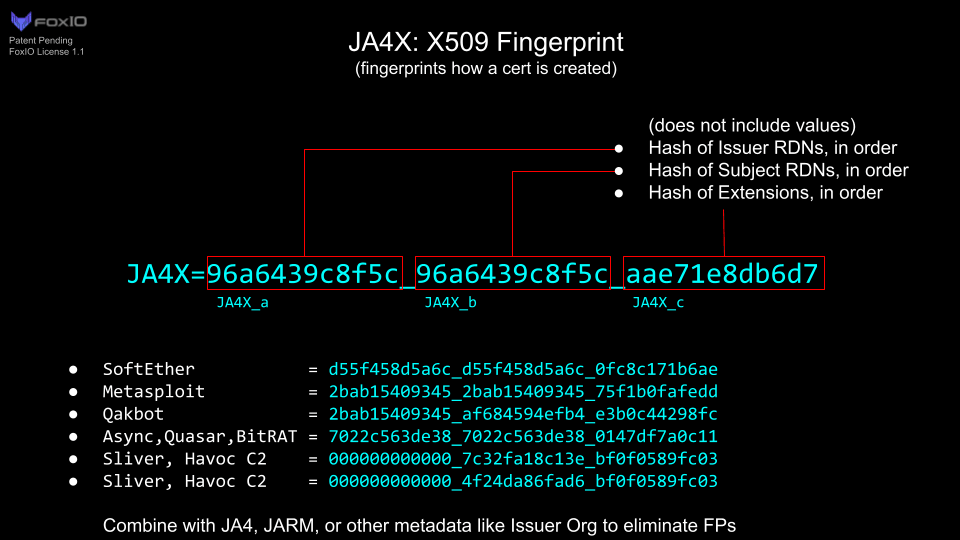 FOXIO
Patent Pending
FoxIO License 1.1
JA4X: X509 Fingerprint
(fingerprints how a cert is created)
(does not include values)
● Hash of Issuer RDNs, in order
● Hash of Subject RDNs, in order
● Hash of Extensions, in order
JA4X=96a6439c8f5c_96a6439c8f5c_aae71e8db6d7
JA4X_a JA4X_b JA4X_c
● SoftEther = d55f458d5a6c_d55f458d5a6c_0fc8c171b6ae
● Metasploit = 2bab15409345_2bab15409345_75f1b0fafedd
● Qakbot = 2bab15409345_af684594efb4_e3b0c44298fc
● Async,Quasar,BitRAT = 7022c563de38_7022c563de38_0147df7a0c11
● Sliver, Havoc C2 = 000000000000_7c32fa18c13e_bf0f0589fc03
● Sliver, Havoc C2 = 000000000000_4f24da86fad6_bf0f0589fc03
Combine with JA4, JARM, or other metadata like Issuer Org to eliminate FPs